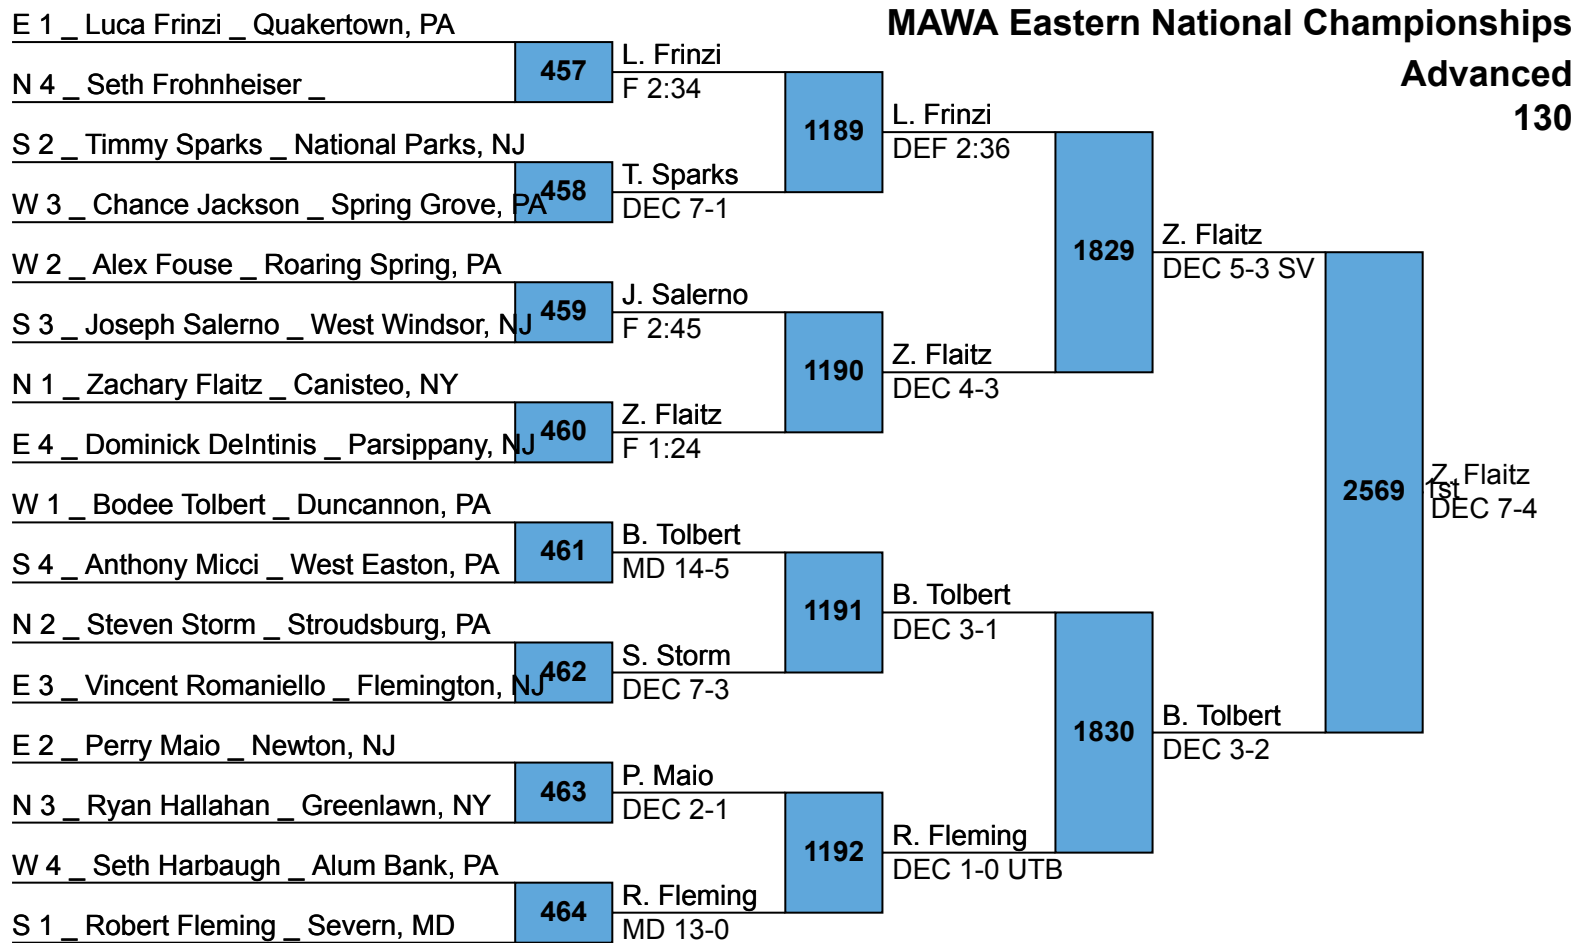 MAWA Eastern National Championships
Advanced
130
E 1 _ Luca Frinzi _ Quakertown, PA
N 4 _ Seth Frohnheiser _
S 2 _ Timmy Sparks _ National Parks, NJ
W 3 _ Chance Jackson _ Spring Grove, PA
W 2 _ Alex Fouse _ Roaring Spring, PA
S 3 _ Joseph Salerno _ West Windsor, NJ
N 1 _ Zachary Flaitz _ Canisteo, NY
E 4 _ Dominick DeIntinis _ Parsippany, NJ
W 1 _ Bodee Tolbert _ Duncannon, PA
S 4 _ Anthony Micci _ West Easton, PA
N 2 _ Steven Storm _ Stroudsburg, PA
E 3 _ Vincent Romaniello _ Flemington, NJ
E 2 _ Perry Maio _ Newton, NJ
N 3 _ Ryan Hallahan _ Greenlawn, NY
W 4 _ Seth Harbaugh _ Alum Bank, PA
S 1 _ Robert Fleming _ Severn, MD
457
L. Frinzi
F 2:34
458
T. Sparks
DEC 7-1
459
J. Salerno
F 2:45
460
Z. Flaitz
F 1:24
461
B. Tolbert
MD 14-5
462
S. Storm
DEC 7-3
463
P. Maio
DEC 2-1
464
R. Fleming
MD 13-0
1189
L. Frinzi
DEF 2:36
1190
Z. Flaitz
DEC 4-3
1191
B. Tolbert
DEC 3-1
1192
R. Fleming
DEC 1-0 UTB
1829
Z. Flaitz
DEC 5-3 SV
1830
B. Tolbert
DEC 3-2
2569
Z. Flaitz
1st
DEC 7-4